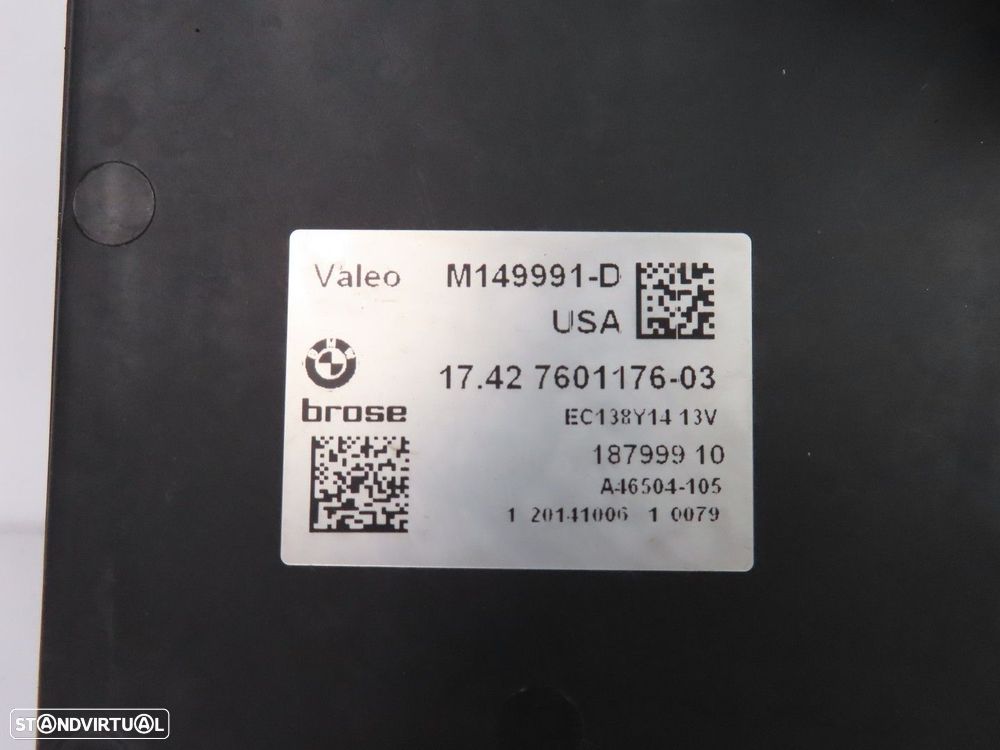 Valeo M149991-D
USA
BMW
17.42 7601176-03
brose
EC138Y14 13V
187999 10
A46504-105
1 20141006 1 0079
STANDVIRTUAL